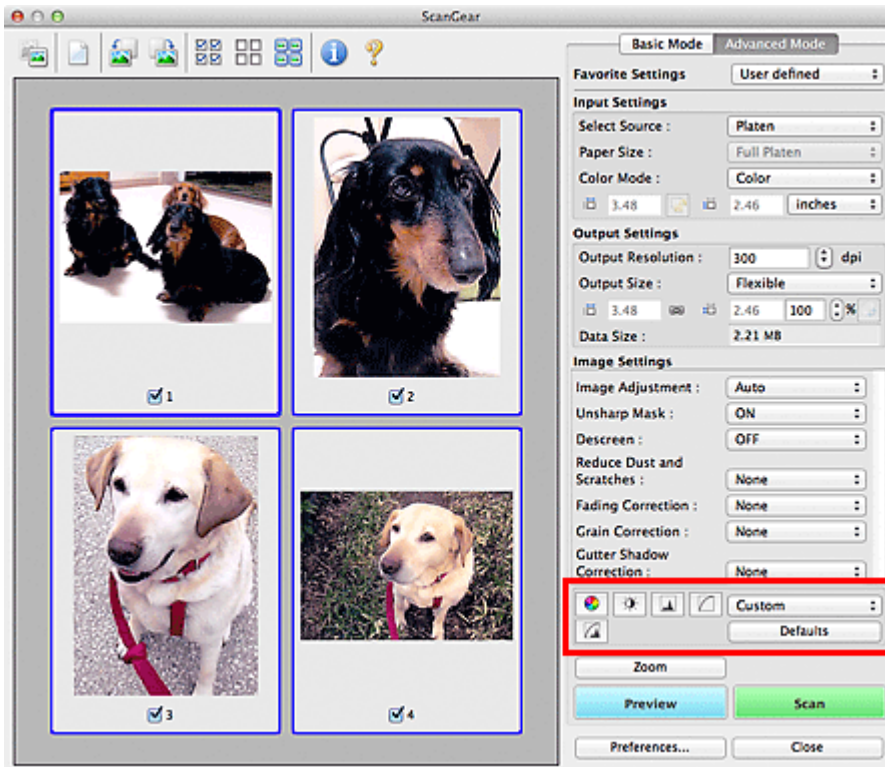 ScanGear
Basic Mode Advanced Mode
Favorite Settings User defined
Input Settings
Select Source : Platen
Paper Size : Full Platen
Color Mode : Color
3.48 2.46 inches
Output Settings
Output Resolution : 300 dpi
Output Size : Flexible
3.48 2.46 100 %
Data Size : 2.21 MB
Image Settings
Image Adjustment : Auto
Unsharp Mask : ON
Descreen : OFF
Reduce Dust and
Scratches : None
Fading Correction : None
Grain Correction : None
Gutter Shadow
Correction : None
Custom
Defaults
Zoom
Preview Scan
Preferences... Close
1
2
3
4